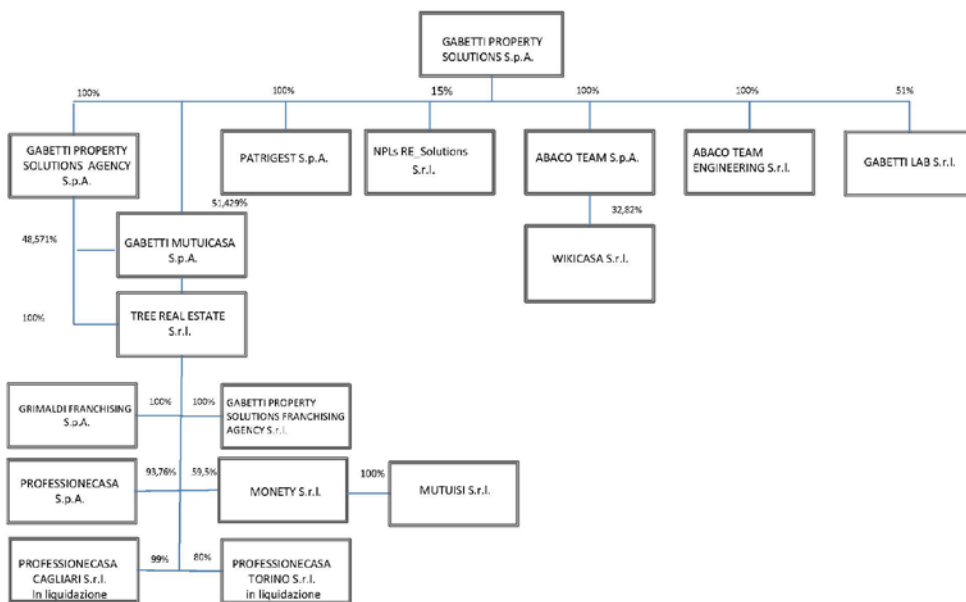 GABETTI PROPERTY
SOLUTIONS S.p.A.
100%
100%
15%
100%
100%
51%
GABETTI PROPERTY
SOLUTIONS AGENCY
S.p.A.
PATRIGEST S.p.A.
NPLs RE_Solutions
S.r.l.
ABACO TEAM S.p.A.
ABACO TEAM
ENGINEERING S.r.l.
GABETTI LAB S.r.l.
51,429%
32,82%
48,571%
GABETTI MUTUICASA
S.p.A.
WIKICASA S.r.l.
100%
TREE REAL ESTATE
S.r.l.
GRIMALDI FRANCHISING
S.p.A.
100%
100%
GABETTI PROPERTY
SOLUTIONS FRANCHISING
AGENCY S.r.l.
PROFESSIONECASA
S.p.A.
93,76%
59,5%
MONETY S.r.l.
100%
MUTUISI S.r.l.
PROFESSIONECASA
CAGLIARI S.r.l.
In liquidazione
99%
80%
PROFESSIONECASA
TORINO S.r.l.
in liquidazione